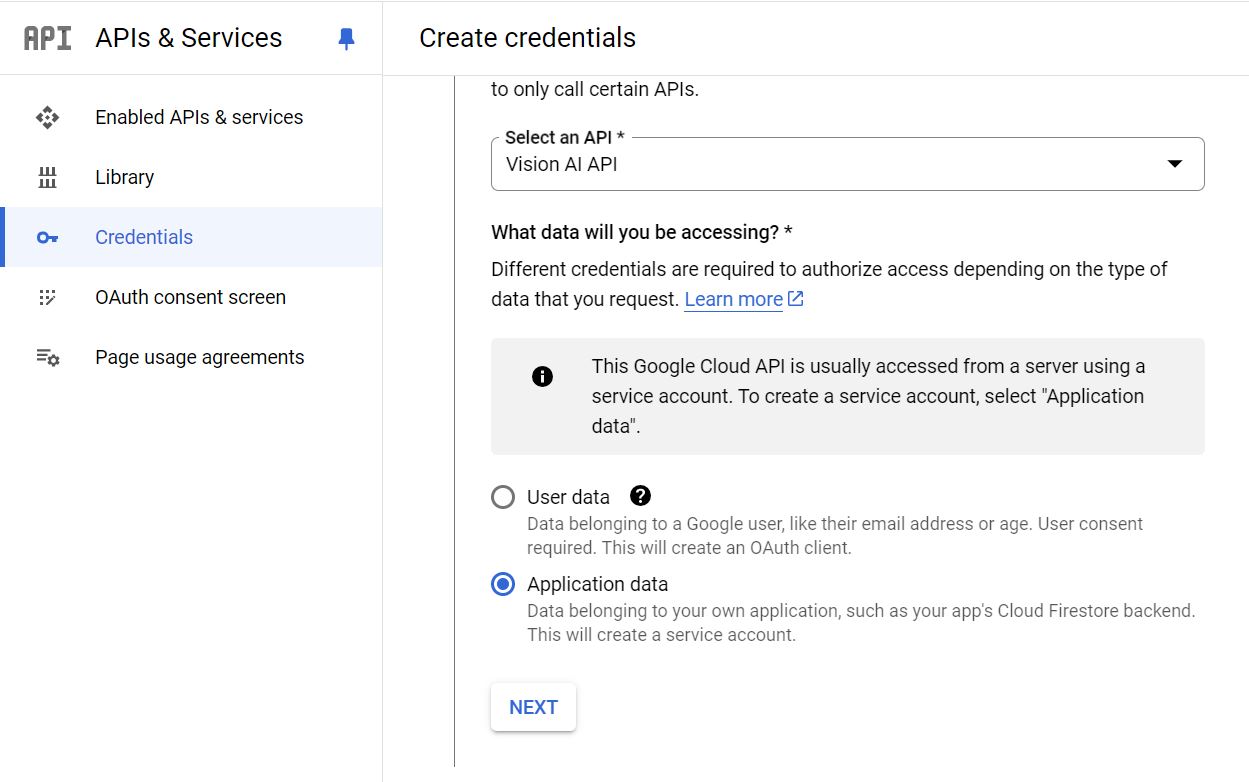 API APIs & Services
Create credentials
Enabled APIs & services
Library
Credentials
OAuth consent screen
Page usage agreements
to only call certain APIs.
Select an API *
Vision AI API
What data will you be accessing? *
Different credentials are required to authorize access depending on the type of
data that you request. Learn more
This Google Cloud API is usually accessed from a server using a
service account. To create a service account, select "Application
data".
User data
Data belonging to a Google user, like their email address or age. User consent
required. This will create an OAuth client.
Application data
Data belonging to your own application, such as your app's Cloud Firestore backend.
This will create a service account.
NEXT